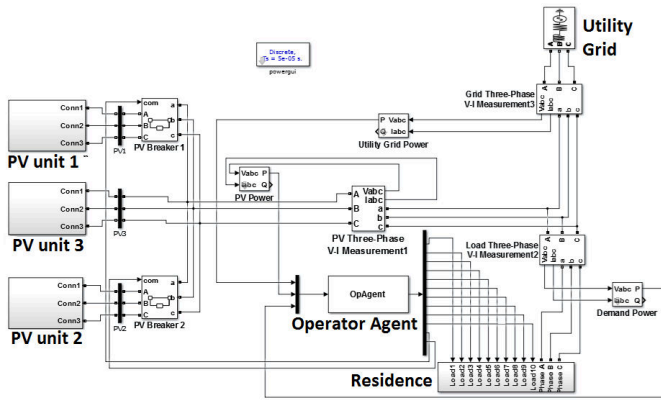 Utility
Grid
A B C
Discrete,
Ts = 5e-05 s.
powergui
Grid Three-Phase
V-I Measurement3
A
B
C
Vabc
Iabc
a
b
c
P Vabc
Q Iabc
Utility Grid Power
Conn1
Conn2
Conn3
PV unit 1
PV1
com
A
B
C
a
b
c
PV Breaker 1
Vabc P
Iabc Q
PV Power
Conn1
Conn2
Conn3
PV unit 3
PV3
A
B
C
Vabc
Iabc
a
b
c
PV Three-Phase
V-I Measurement1
Load Three-Phase
V-I Measurement2
A
B
C
Vabc
Iabc
a
b
c
Vabc P
Iabc Q
Demand Power
Conn1
Conn2
Conn3
PV unit 2
PV2
com
A
B
C
a
b
c
PV Breaker 2
OpAgent
Operator Agent
Residence
Load1
Load2
Load3
Load4
Load5
Load6
Load7
Load8
Load9
Load10
Phase A
Phase B
Phase C